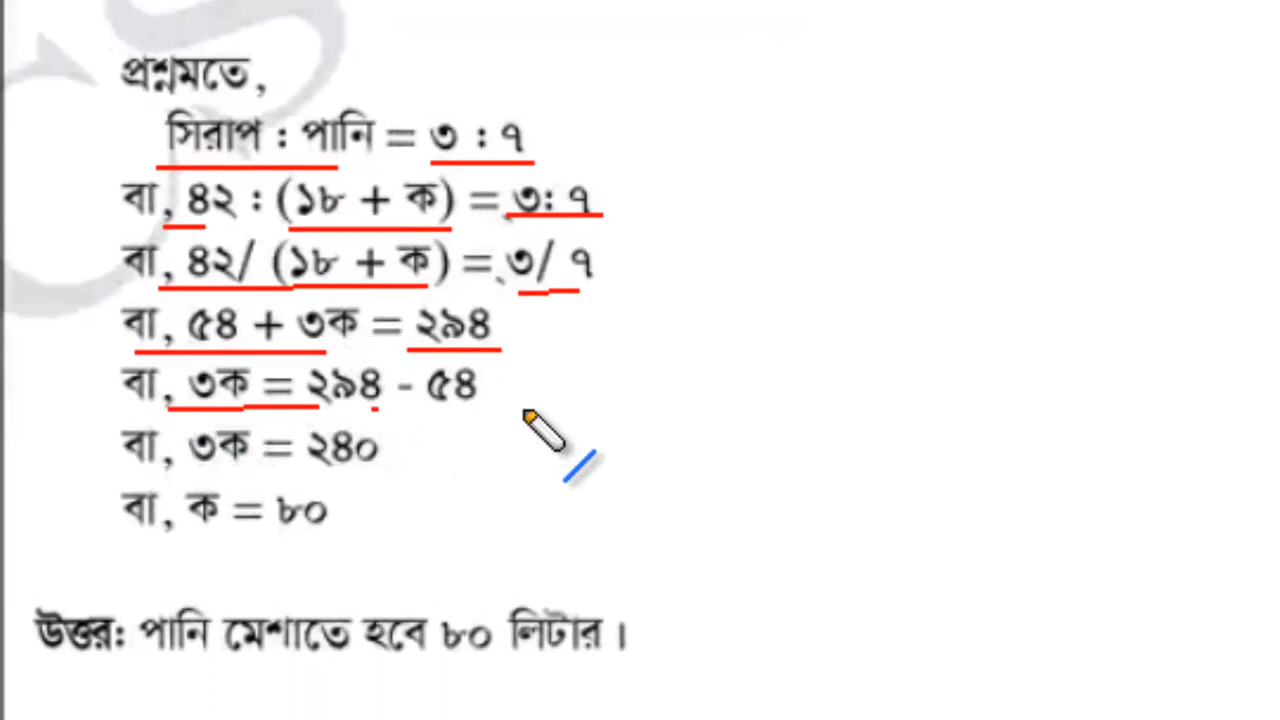 প্রশ্নমতে,
সিরাপ : পানি = ৩ : ৭
বা, ৪২ : (১৮ + ক) = ৩ঃ ৭
বা, ৪২/ (১৮ + ক) = ৩/ ৭
বা, ৫৪ + ৩ক = ২৯৪
বা, ৩ক = ২৯৪ - ৫৪
বা, ৩ক = ২৪০
বা, ক = ৮০
উত্তর: পানি মেশাতে হবে ৮০ লিটার।